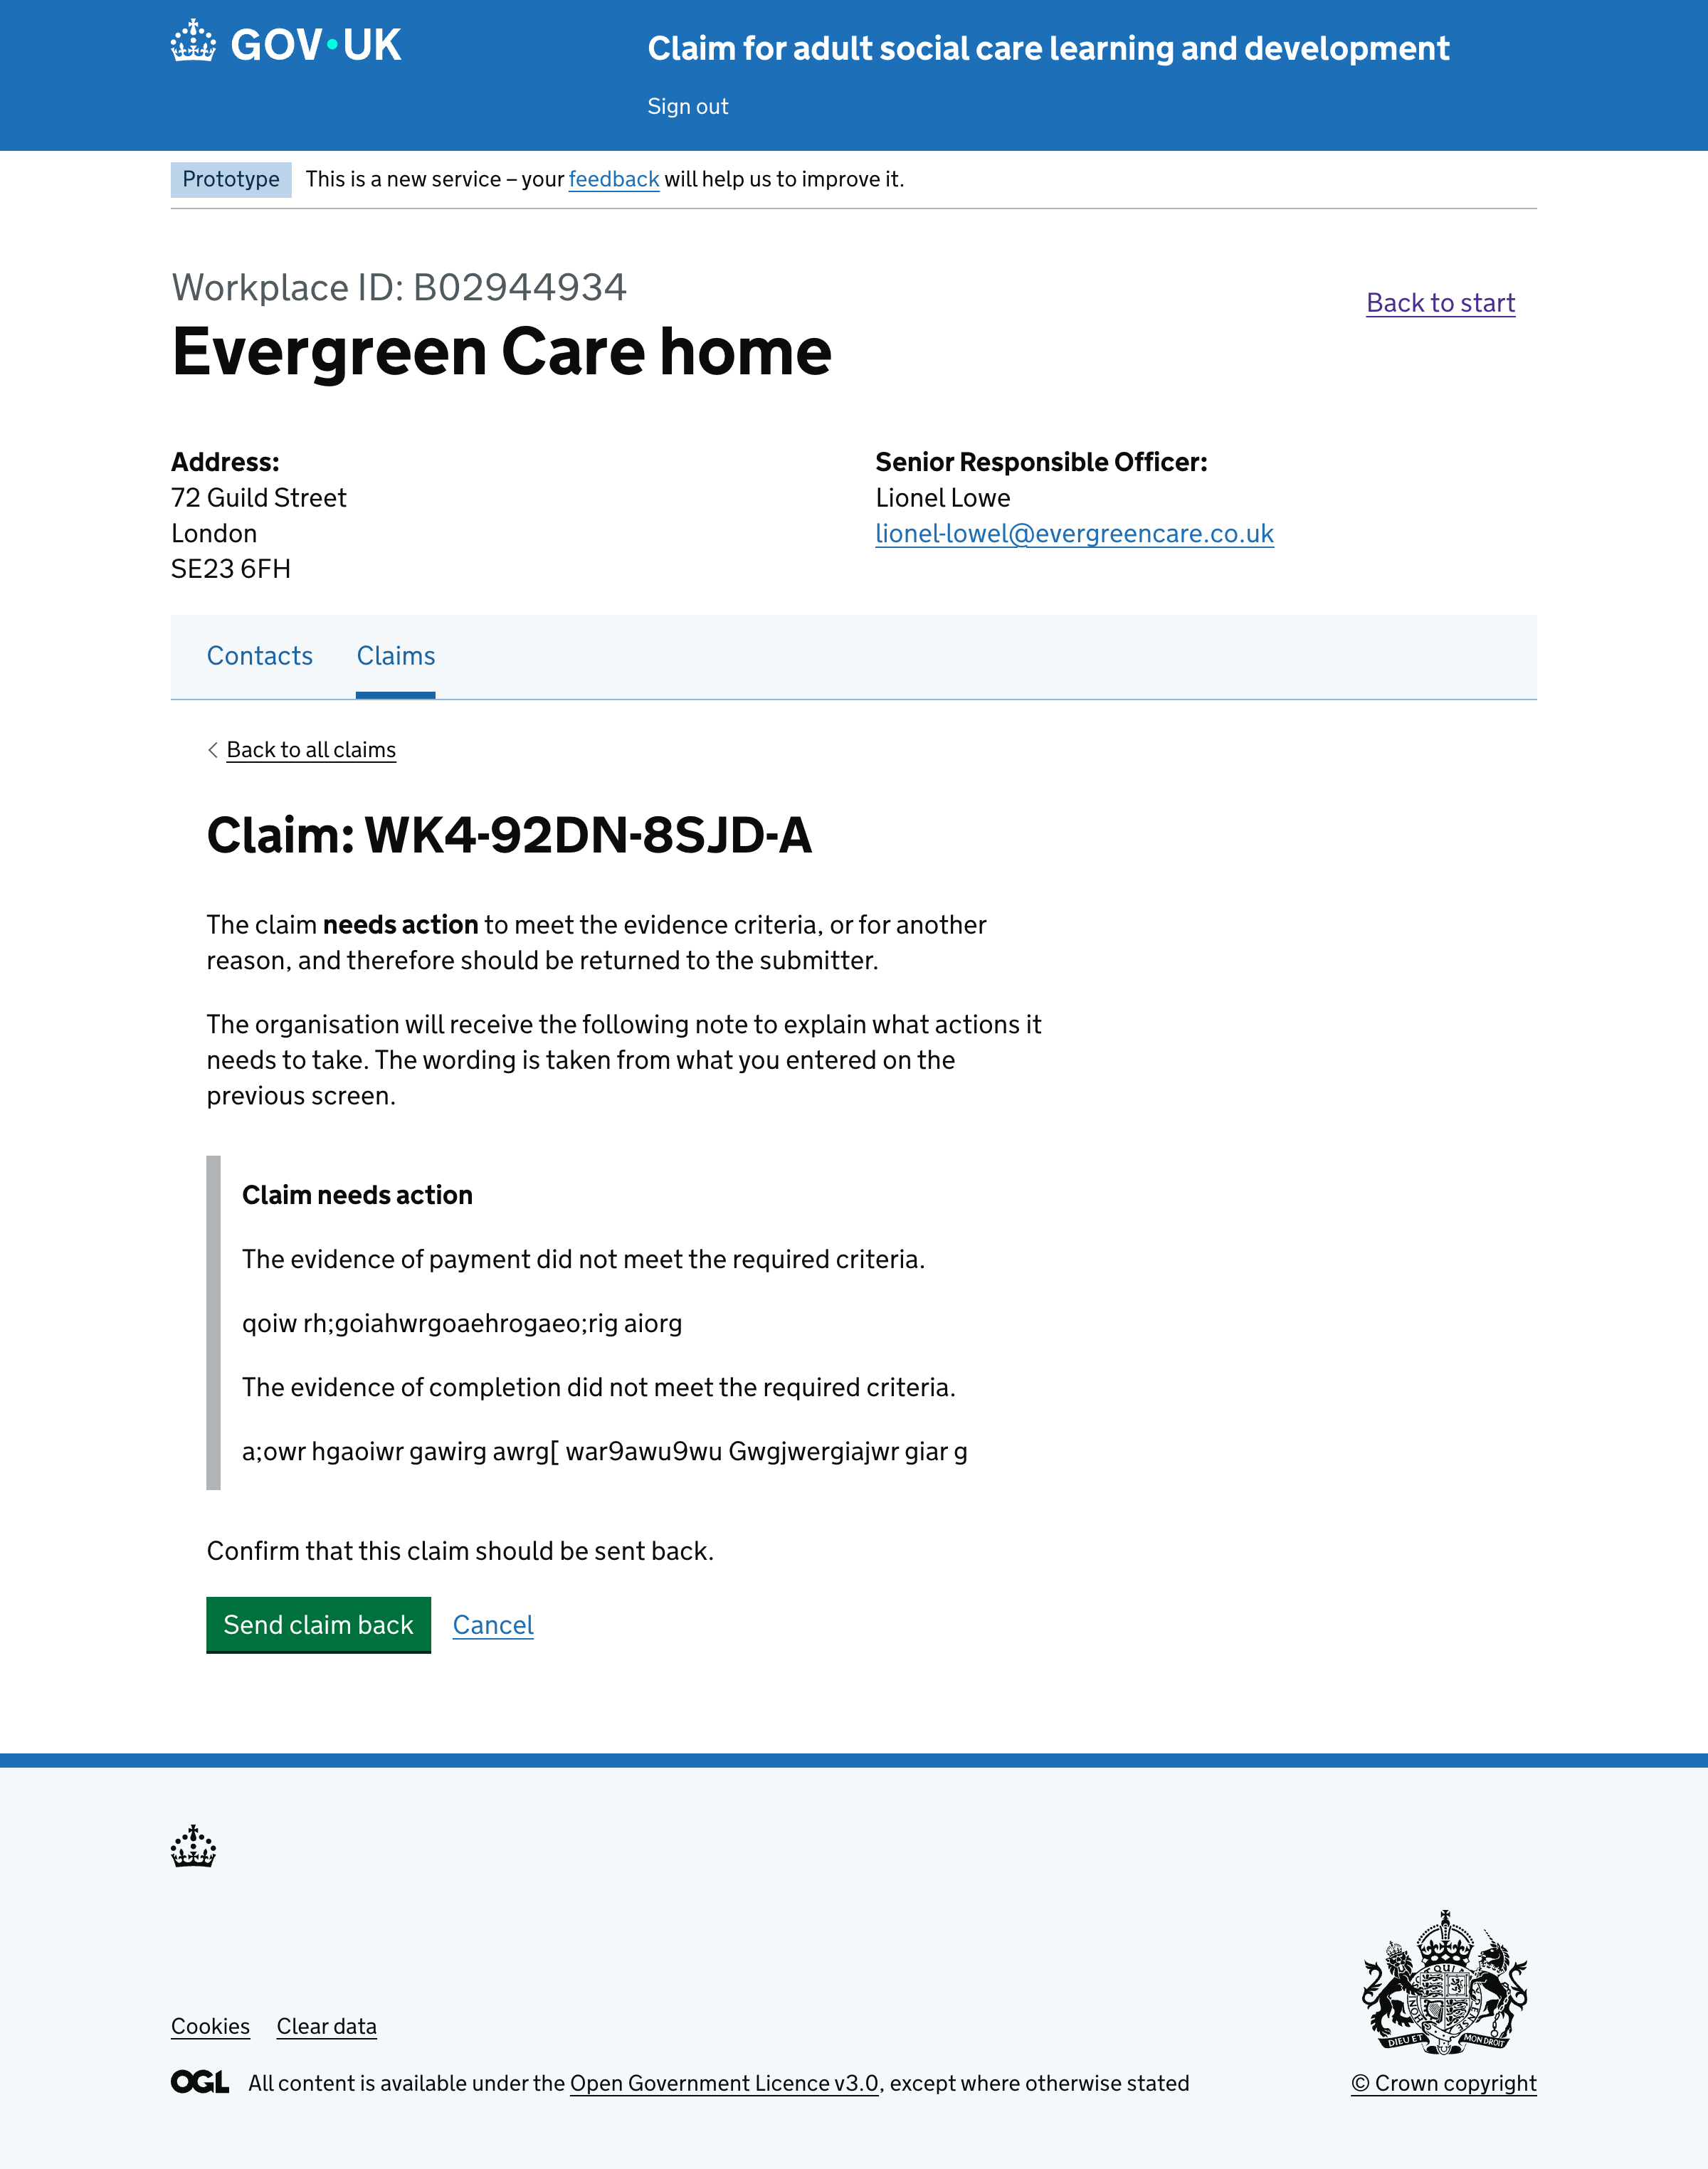 GOV·UK
Claim for adult social care learning and development
Sign out
Prototype This is a new service – your feedback will help us to improve it.
Workplace ID: B02944934
Back to start
Evergreen Care home
Address:
72 Guild Street
London
SE23 6FH
Senior Responsible Officer:
Lionel Lowe
lionel-lowel@evergreencare.co.uk
Contacts Claims
Back to all claims
Claim: WK4-92DN-8SJD-A
The claim needs action to meet the evidence criteria, or for another
reason, and therefore should be returned to the submitter.
The organisation will receive the following note to explain what actions it
needs to take. The wording is taken from what you entered on the
previous screen.
Claim needs action
The evidence of payment did not meet the required criteria.
qoiw rh;goiahwrgoaehrogaeo;rig aiorg
The evidence of completion did not meet the required criteria.
a;owr hgaoiwr gawirg awrg[ war9awu9wu Gwgjwergiajwr giar g
Confirm that this claim should be sent back.
Send claim back Cancel
Cookies Clear data
DIEU ET MON DROIT
OGL All content is available under the Open Government Licence v3.0, except where otherwise stated
© Crown copyright